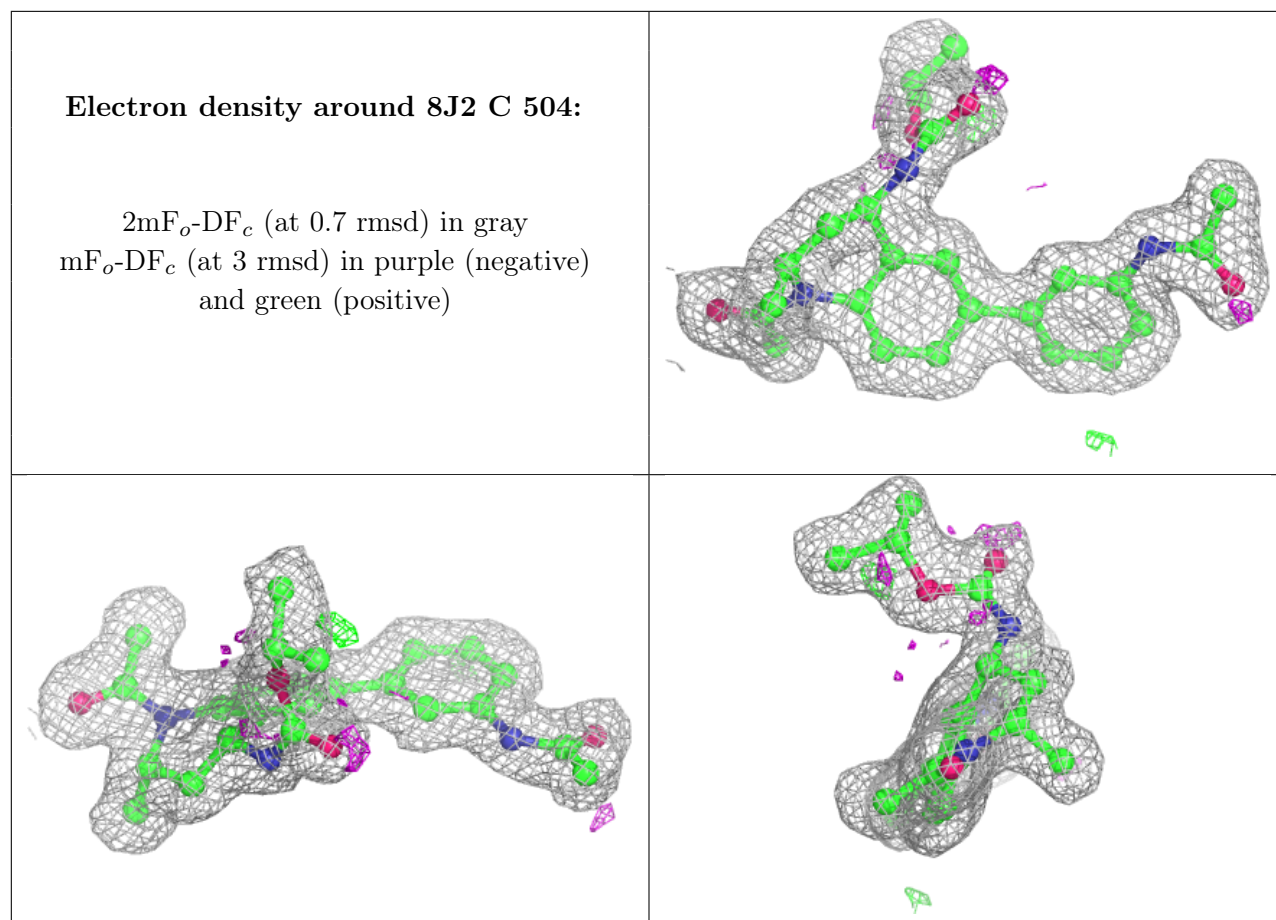 Electron density around 8J2 C 504:
2mFₒ-DF𝒸 (at 0.7 rmsd) in gray
mFₒ-DF𝒸 (at 3 rmsd) in purple (negative)
and green (positive)